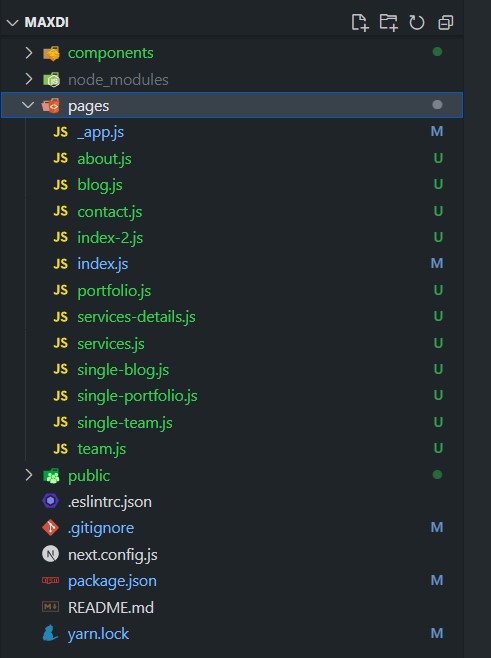 MAXDI
components
node_modules
pages
JS _app.js M
JS about.js U
JS blog.js U
JS contact.js U
JS index-2.js U
JS index.js M
JS portfolio.js U
JS services-details.js U
JS services.js U
JS single-blog.js U
JS single-portfolio.js U
JS single-team.js U
JS team.js U
public
.eslintrc.json
.gitignore M
N next.config.js
package.json M
README.md
yarn.lock M